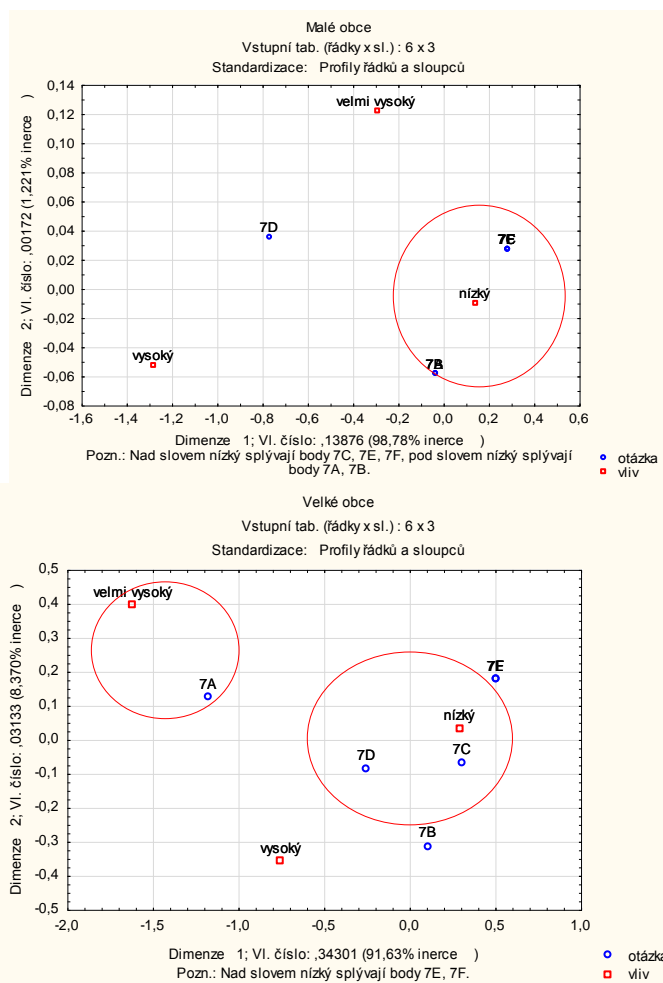 Malé obce
Vstupní tab. (řádky x sl.) : 6 x 3
Standardizace: Profily řádků a sloupců
Dimenze 2; Vl. číslo: ,00172 (1,221% inerce )
0,14
0,12
0,10
0,08
0,06
0,04
0,02
0,00
-0,02
-0,04
-0,06
-0,08
velmi vysoký
7D
7E
nízký
vysoký
7B
-1,6 -1,4 -1,2 -1,0 -0,8 -0,6 -0,4 -0,2 0,0 0,2 0,4 0,6
Dimenze 1; Vl. číslo: ,13876 (98,78% inerce )
Pozn.: Nad slovem nízký splývají body 7C, 7E, 7F, pod slovem nízký splývají
body 7A, 7B.
otázka
vliv
Velké obce
Vstupní tab. (řádky x sl.) : 6 x 3
Standardizace: Profily řádků a sloupců
Dimenze 2; Vl. číslo: ,03133 (8,370% inerce )
0,5
0,4
0,3
0,2
0,1
0,0
-0,1
-0,2
-0,3
-0,4
-0,5
velmi vysoký
7A
7E
nízký
7D
7C
7B
vysoký
-2,0 -1,5 -1,0 -0,5 0,0 0,5 1,0
Dimenze 1; Vl. číslo: ,34301 (91,63% inerce )
Pozn.: Nad slovem nízký splývají body 7E, 7F.
otázka
vliv